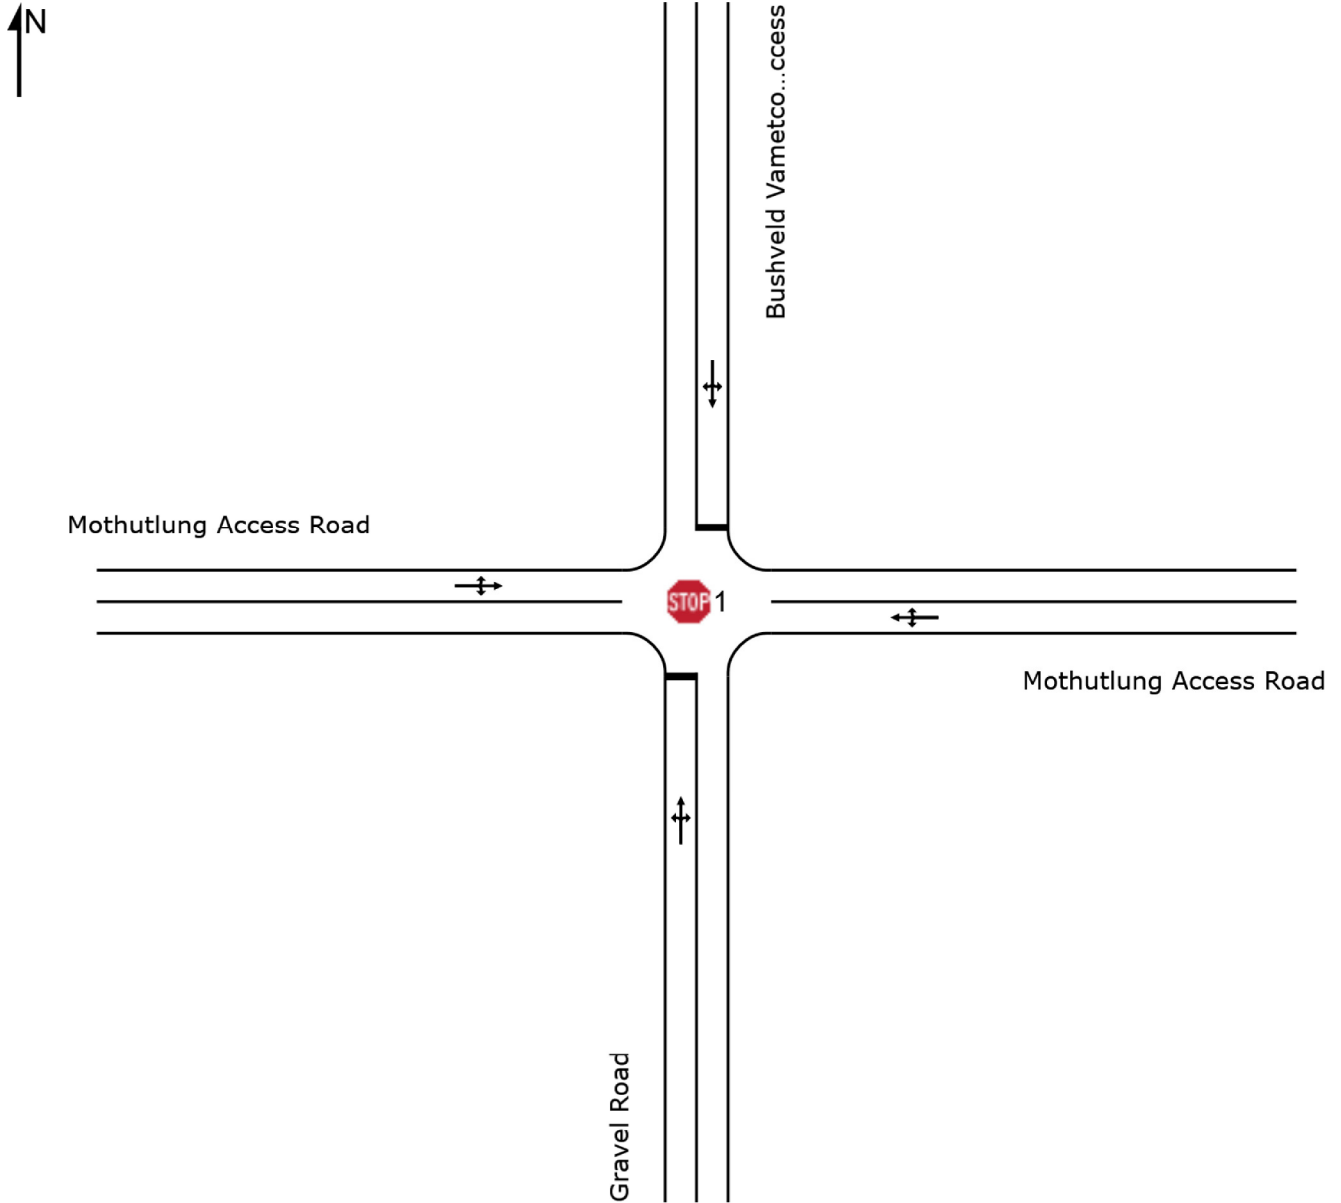 N
Bushveld Vametco...ccess
Mothutlung Access Road
STOP 1
Mothutlung Access Road
Gravel Road